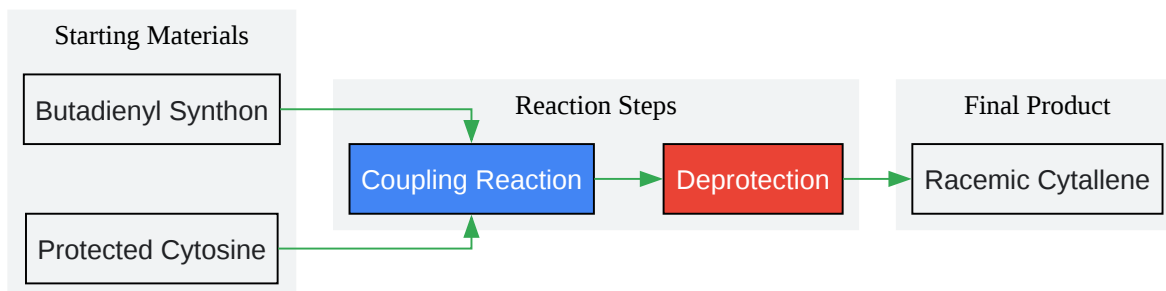 Starting Materials
Butadienyl Synthon
Protected Cytosine
Reaction Steps
Coupling Reaction
Deprotection
Final Product
Racemic Cytallene